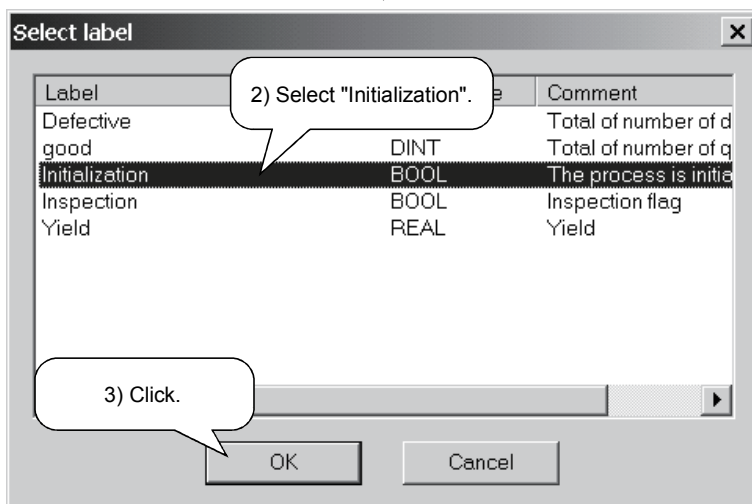 Select label
Label e Comment
2) Select "Initialization".
Defective Total of number of d
good DINT Total of number of q
Initialization BOOL The process is initia
Inspection BOOL Inspection flag
Yield REAL Yield
3) Click.
OK Cancel